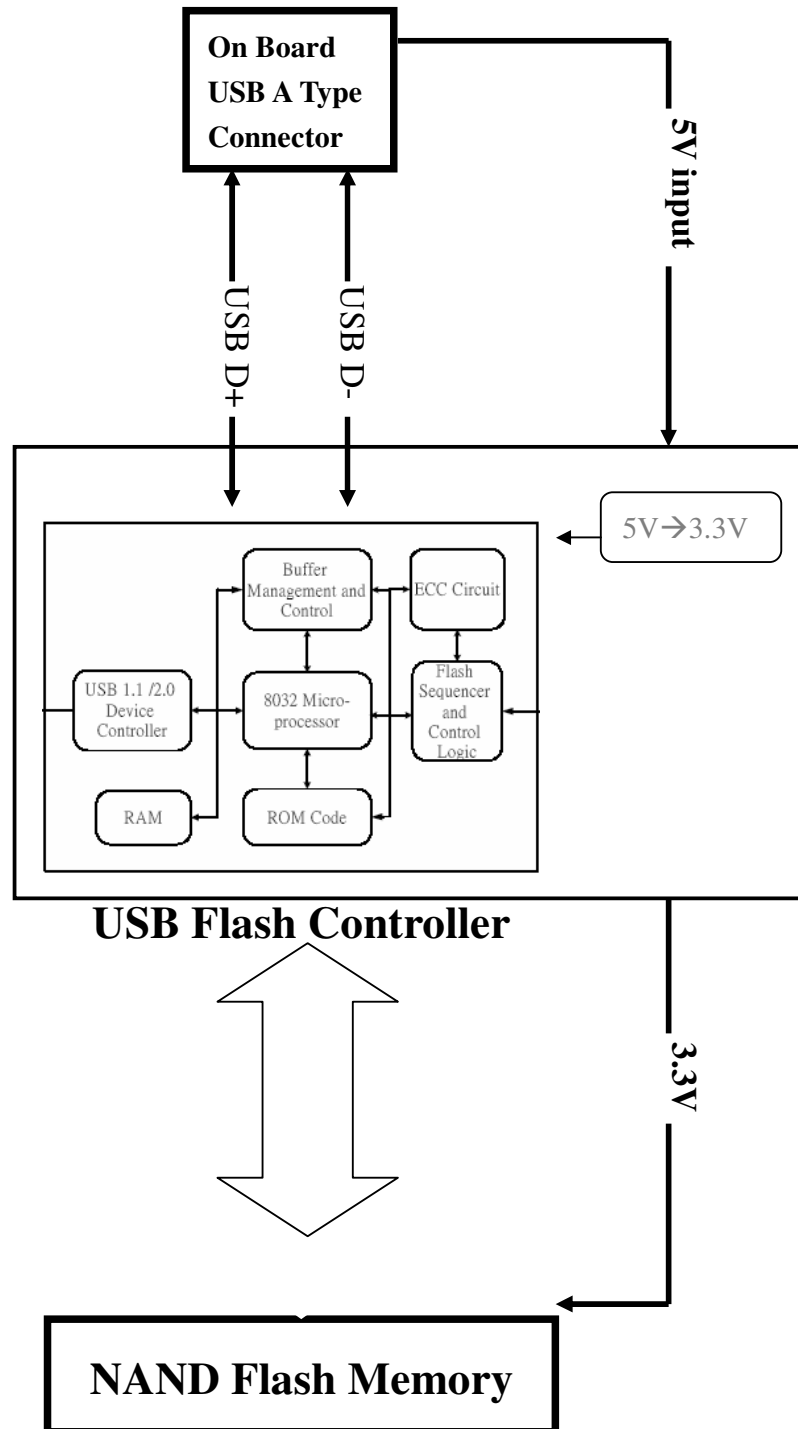 On Board
USB A Type
Connector
5V input
USB D+
USB D-
5V→3.3V
Buffer
Management and
Control
ECC Circuit
USB 1.1 /2.0
Device
Controller
8032 Micro-
processor
Flash
Sequencer
and
Control
Logic
RAM
ROM Code
USB Flash Controller
3.3V
NAND Flash Memory